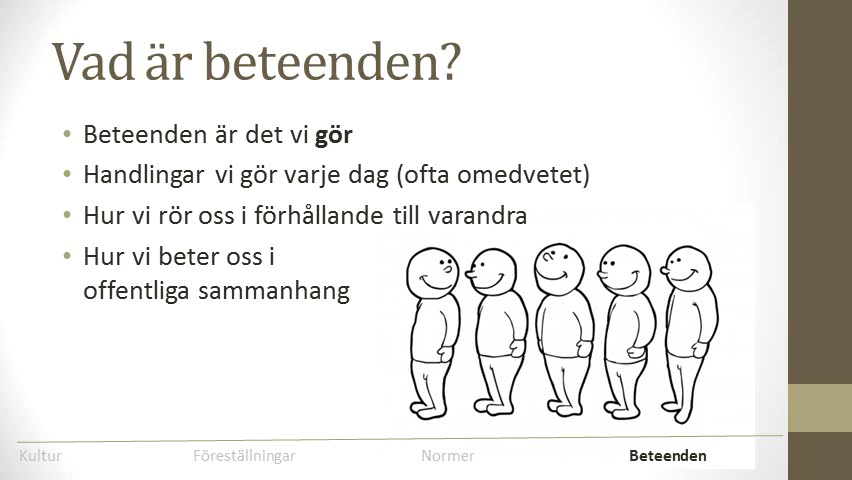 Vad är beteenden?
• Beteenden är det vi gör
• Handlingar vi gör varje dag (ofta omedvetet)
• Hur vi rör oss i förhållande till varandra
• Hur vi beter oss i
offentliga sammanhang
Kultur Föreställningar Normer Beteenden